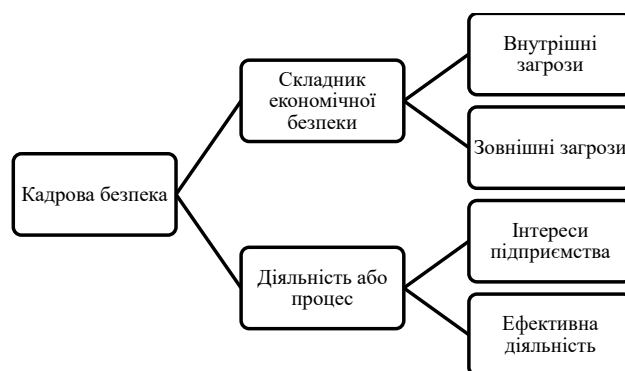 Внутрішні
загрози
Складник
економічної
безпеки
Зовнішні загрози
Кадрова безпека
Інтереси
підприємства
Діяльність або
процес
Ефективна
діяльність